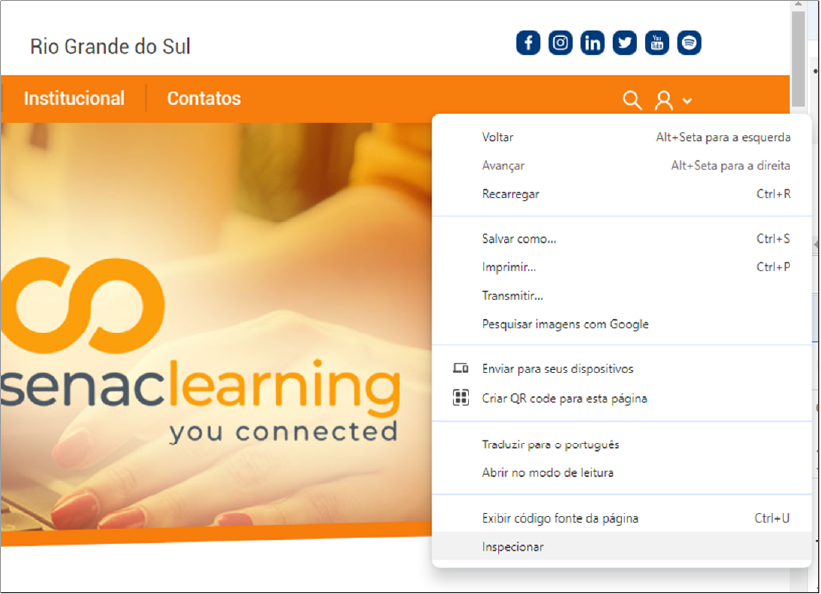 Rio Grande do Sul
Institucional
Contatos
senaclearning
you connected
Voltar Alt+Seta para a esquerda
Avançar Alt+Seta para a direita
Recarregar Ctrl+R
Salvar como... Ctrl+S
Imprimir... Ctrl+P
Transmitir...
Pesquisar imagens com Google
Enviar para seus dispositivos
Criar QR code para esta página
Traduzir para o português
Abrir no modo de leitura
Exibir código fonte da página Ctrl+U
Inspecionar